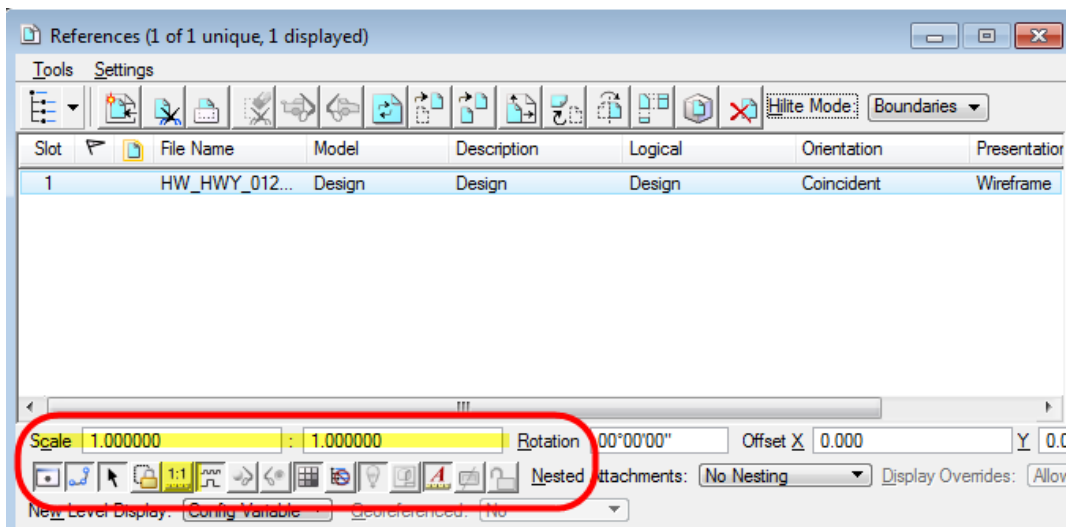 References (1 of 1 unique, 1 displayed)
Tools Settings
Hilite Mode: Boundaries
Slot File Name Model Description Logical Orientation Presentation
1 HW_HWY_012... Design Design Design Coincident Wireframe
Scale 1.000000 : 1.000000 Rotation 00°00'00" Offset X 0.000 Y 0.0
1:1 A Nested Attachments: No Nesting Display Overrides: Allow
New Level Display: Config Variable Georeferenced: No